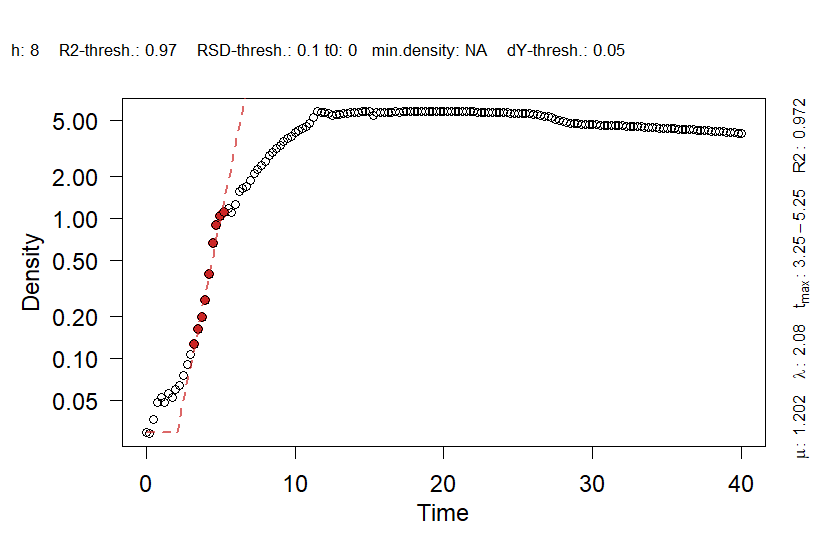 h: 8 R2-thresh.: 0.97 RSD-thresh.: 0.1 t0: 0 min.density: NA dY-thresh.: 0.05
5.00
2.00
1.00
0.50
0.20
0.10
0.05
Density
0 10 20 30 40
Time
μ: 1.202 λ: 2.08 tmax: 3.25 – 5.25 R2: 0.972